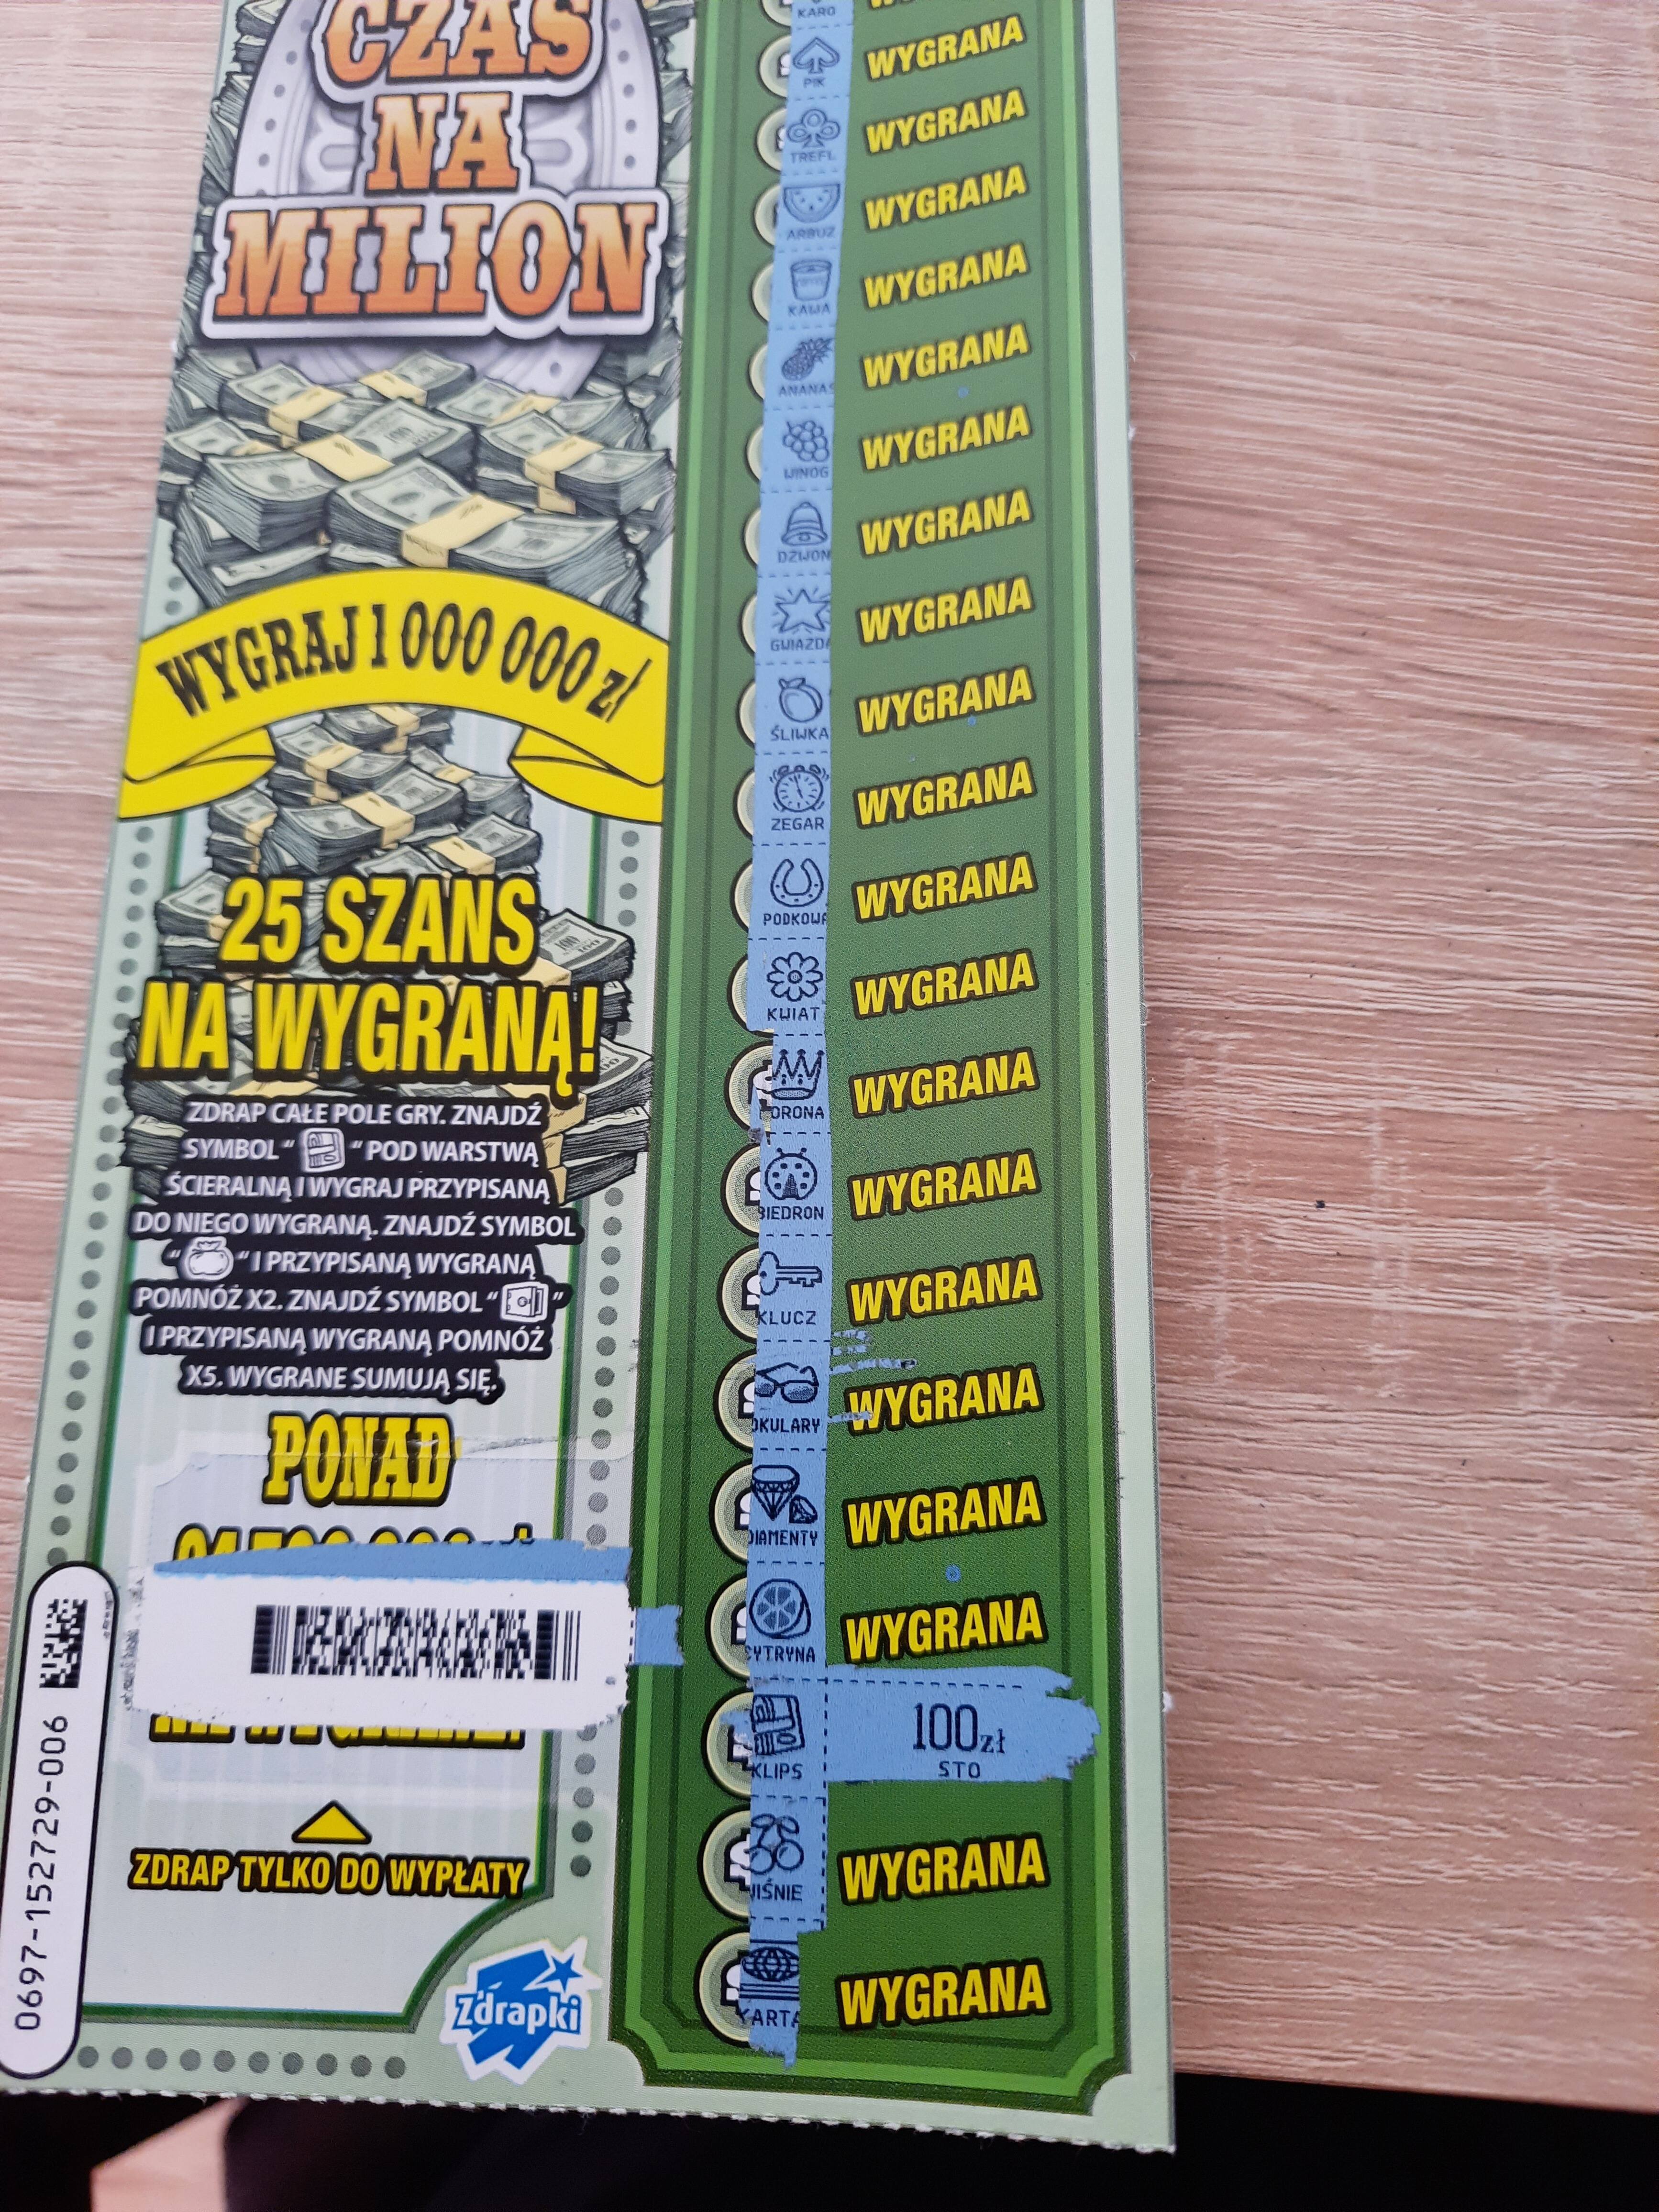 CZAS
NA
MILION
WYGRAJ 1 000 000 zł
25 SZANS
NA WYGRANĄ!
ZDRAP CAŁE POLE GRY. ZNAJDŹ
SYMBOL “ “ POD WARSTWĄ
ŚCIERALNĄ I WYGRAJ PRZYPISANĄ
DO NIEGO WYGRANĄ. ZNAJDŹ SYMBOL
“ “ I PRZYPISANĄ WYGRANĄ
POMNÓŻ X2. ZNAJDŹ SYMBOL “ ”
I PRZYPISANĄ WYGRANĄ POMNÓŻ
X5. WYGRANE SUMUJĄ SIĘ.
PONAD
ZDRAP TYLKO DO WYPŁATY
0697-152729-006
Zdrapki
KARO
PIK WYGRANA
TREFL WYGRANA
ARBUZ WYGRANA
KAWA WYGRANA
ANANAS WYGRANA
WINOG WYGRANA
DZWON WYGRANA
GWIAZDA WYGRANA
ŚLIWKA WYGRANA
ZEGAR WYGRANA
PODKOWA WYGRANA
KWIAT WYGRANA
ORONA WYGRANA
BIEDRON WYGRANA
KLUCZ WYGRANA
OKULARY WYGRANA
DIAMENTY WYGRANA
CYTRYNA WYGRANA
KLIPS 100zł
STO
WIŚNIE WYGRANA
KARTA WYGRANA